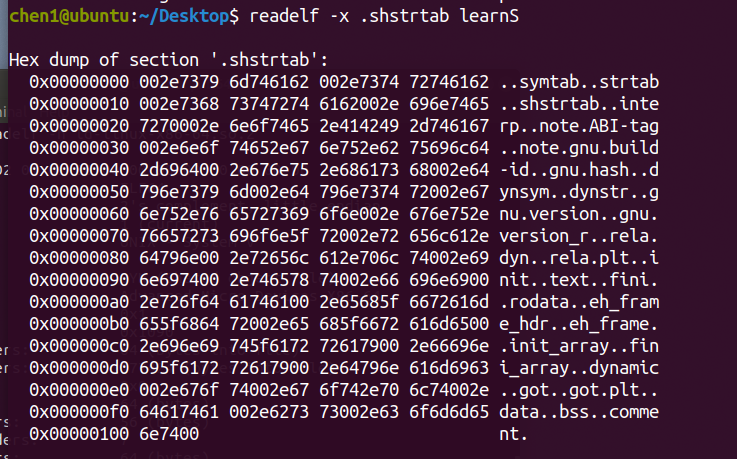 chen1@ubuntu:~/Desktop$ readelf -x .shstrtab learnS
Hex dump of section '.shstrtab':
0x00000000 002e7379 6d746162 002e7374 72746162 ..symtab..strtab
0x00000010 002e7368 73747274 6162002e 696e7465 ..shstrtab..inte
0x00000020 7270002e 6e6f7465 2e414249 2d746167 rp..note.ABI-tag
0x00000030 002e6e6f 74652e67 6e752e62 75696c64 ..note.gnu.build
0x00000040 2d696400 2e676e75 2e686173 68002e64 -id..gnu.hash..d
0x00000050 796e7379 6d002e64 796e7374 72002e67 ynsym..dynstr..g
0x00000060 6e752e76 65727369 6f6e002e 676e752e nu.version..gnu.
0x00000070 76657273 696f6e5f 72002e72 656c612e version_r..rela.
0x00000080 64796e00 2e72656c 612e706c 74002e69 dyn..rela.plt..i
0x00000090 6e697400 2e746578 74002e66 696e6900 nit..text..fini.
0x000000a0 2e726f64 61746100 2e65685f 6672616d .rodata..eh_fram
0x000000b0 655f6864 72002e65 685f6672 616d6500 e_hdr..eh_frame.
0x000000c0 2e696e69 745f6172 72617900 2e66696e .init_array..fin
0x000000d0 695f6172 72617900 2e64796e 616d6963 i_array..dynamic
0x000000e0 002e676f 74002e67 6f742e70 6c74002e ..got..got.plt..
0x000000f0 64617461 002e6273 73002e63 6f6d6d65 data..bss..comme
0x00000100 6e7400 nt.